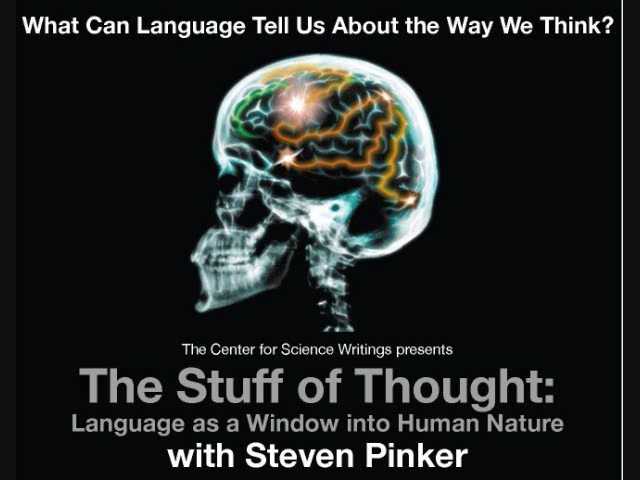 What Can Language Tell Us About the Way We Think?
The Center for Science Writings presents
The Stuff of Thought:
Language as a Window into Human Nature
with Steven Pinker